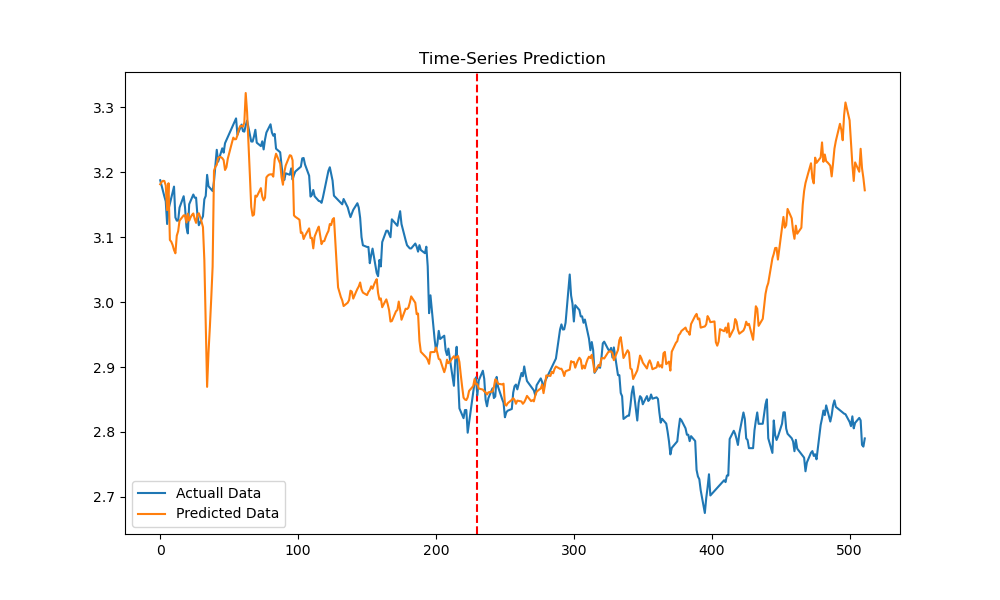 Time-Series Prediction
3.3
3.2
3.1
3.0
2.9
2.8
2.7
Actuall Data
Predicted Data
0 100 200 300 400 500